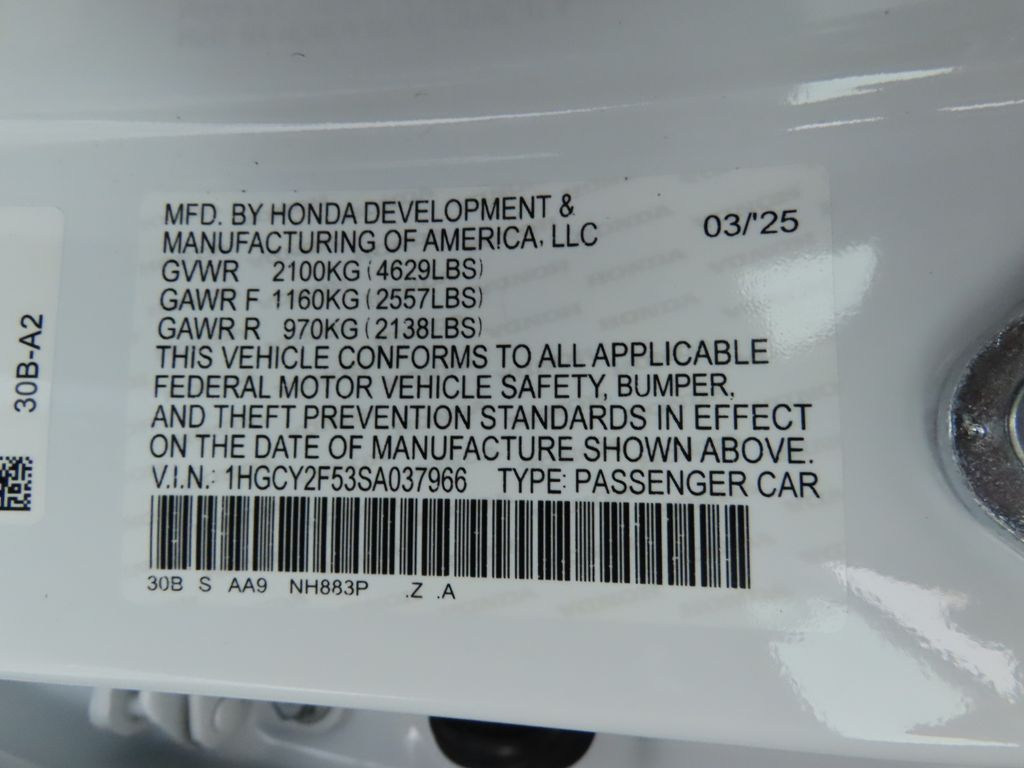 MFD. BY HONDA DEVELOPMENT &
MANUFACTURING OF AMERICA, LLC
03/'25
GVWR 2100KG (4629LBS)
GAWR F 1160KG (2557LBS)
GAWR R 970KG (2138LBS)
THIS VEHICLE CONFORMS TO ALL APPLICABLE
FEDERAL MOTOR VEHICLE SAFETY, BUMPER,
AND THEFT PREVENTION STANDARDS IN EFFECT
ON THE DATE OF MANUFACTURE SHOWN ABOVE.
V.I.N.: 1HGCY2F53SA037966 TYPE: PASSENGER CAR
30B S AA9 NH883P .Z .A
30B-A2